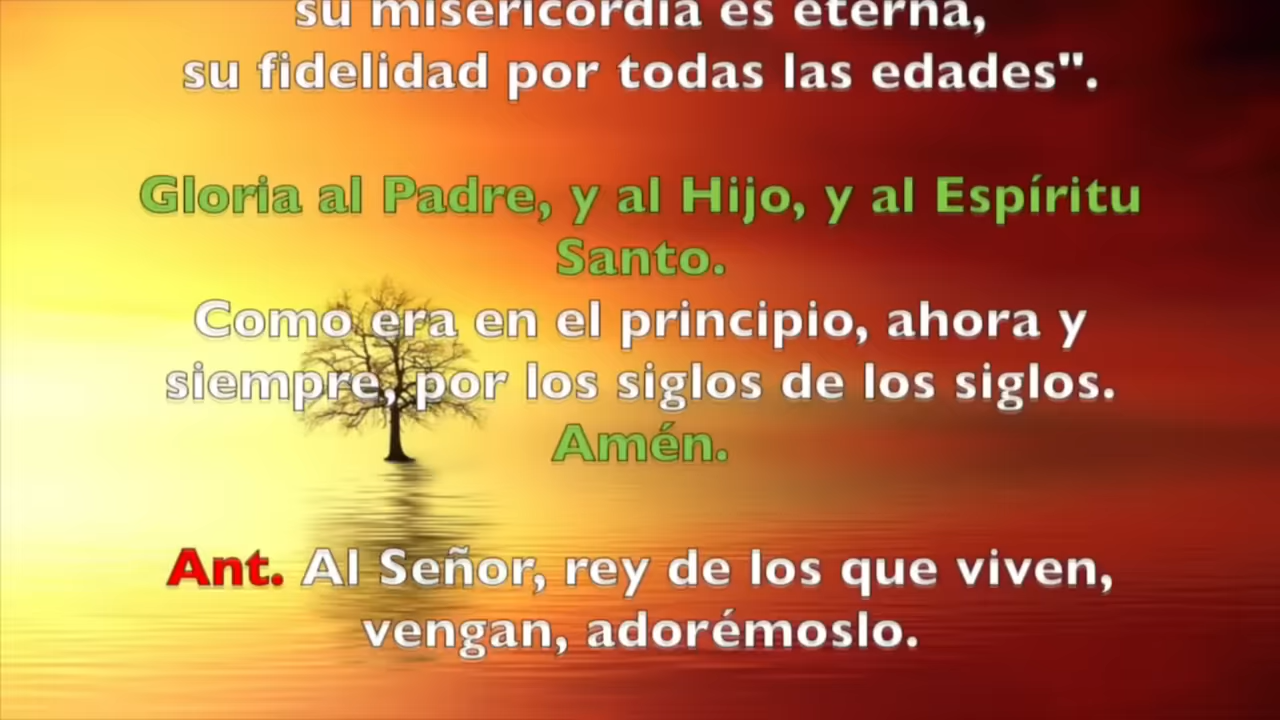 su misericordia es eterna,
su fidelidad por todas las edades".
Gloria al Padre, y al Hijo, y al Espíritu
Santo.
Como era en el principio, ahora y
siempre, por los siglos de los siglos.
Amén.
Ant. Al Señor, rey de los que viven,
vengan, adorémoslo.